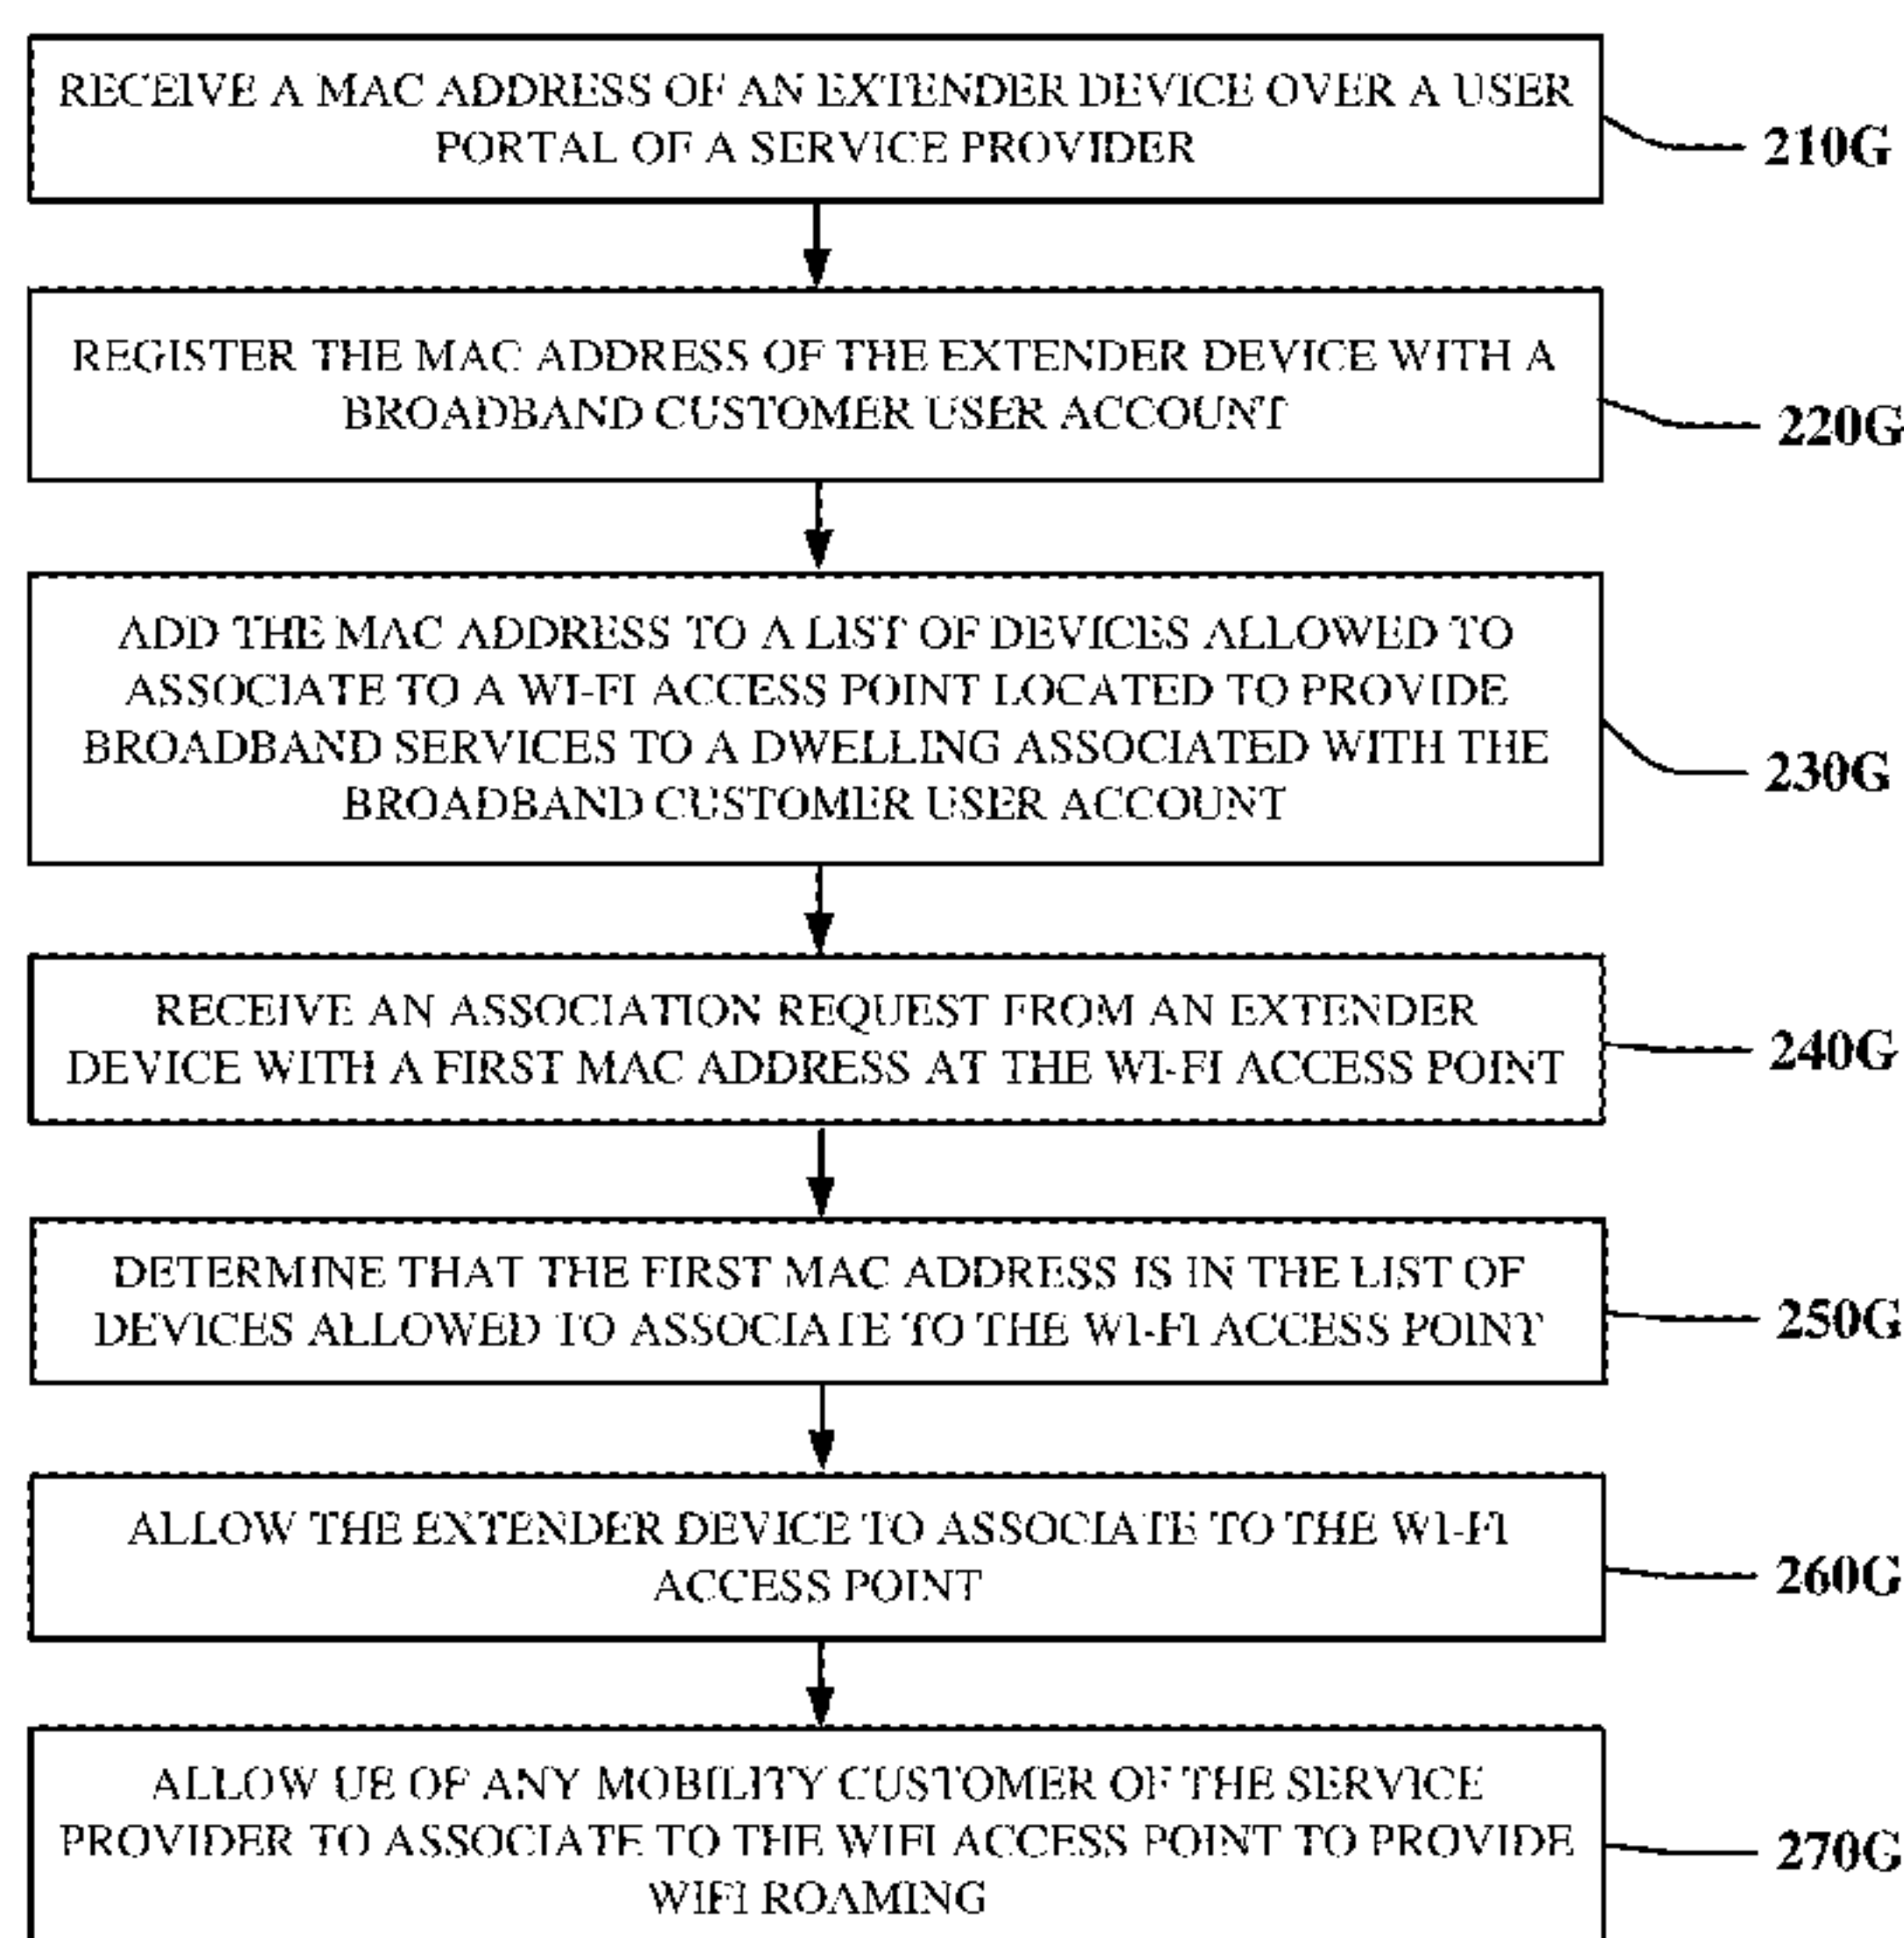 RECEIVE A MAC ADDRESS OF AN EXTENDER DEVICE OVER A USER
PORTAL OF A SERVICE PROVIDER
210G
REGISTER THE MAC ADDRESS OF THE EXTENDER DEVICE WITH A
BROADBAND CUSTOMER USER ACCOUNT
220G
ADD THE MAC ADDRESS TO A LIST OF DEVICES ALLOWED TO
ASSOCIATE TO A WI-FI ACCESS POINT LOCATED TO PROVIDE
BROADBAND SERVICES TO A DWELLING ASSOCIATED WITH THE
BROADBAND CUSTOMER USER ACCOUNT
230G
RECEIVE AN ASSOCIATION REQUEST FROM AN EXTENDER
DEVICE WITH A FIRST MAC ADDRESS AT THE WI-FI ACCESS POINT
240G
DETERMINE THAT THE FIRST MAC ADDRESS IS IN THE LIST OF
DEVICES ALLOWED TO ASSOCIATE TO THE WI-FI ACCESS POINT
250G
ALLOW THE EXTENDER DEVICE TO ASSOCIATE TO THE WI-FI
ACCESS POINT
260G
ALLOW UE OF ANY MOBILITY CUSTOMER OF THE SERVICE
PROVIDER TO ASSOCIATE TO THE WIFI ACCESS POINT TO PROVIDE
WIFI ROAMING
270G